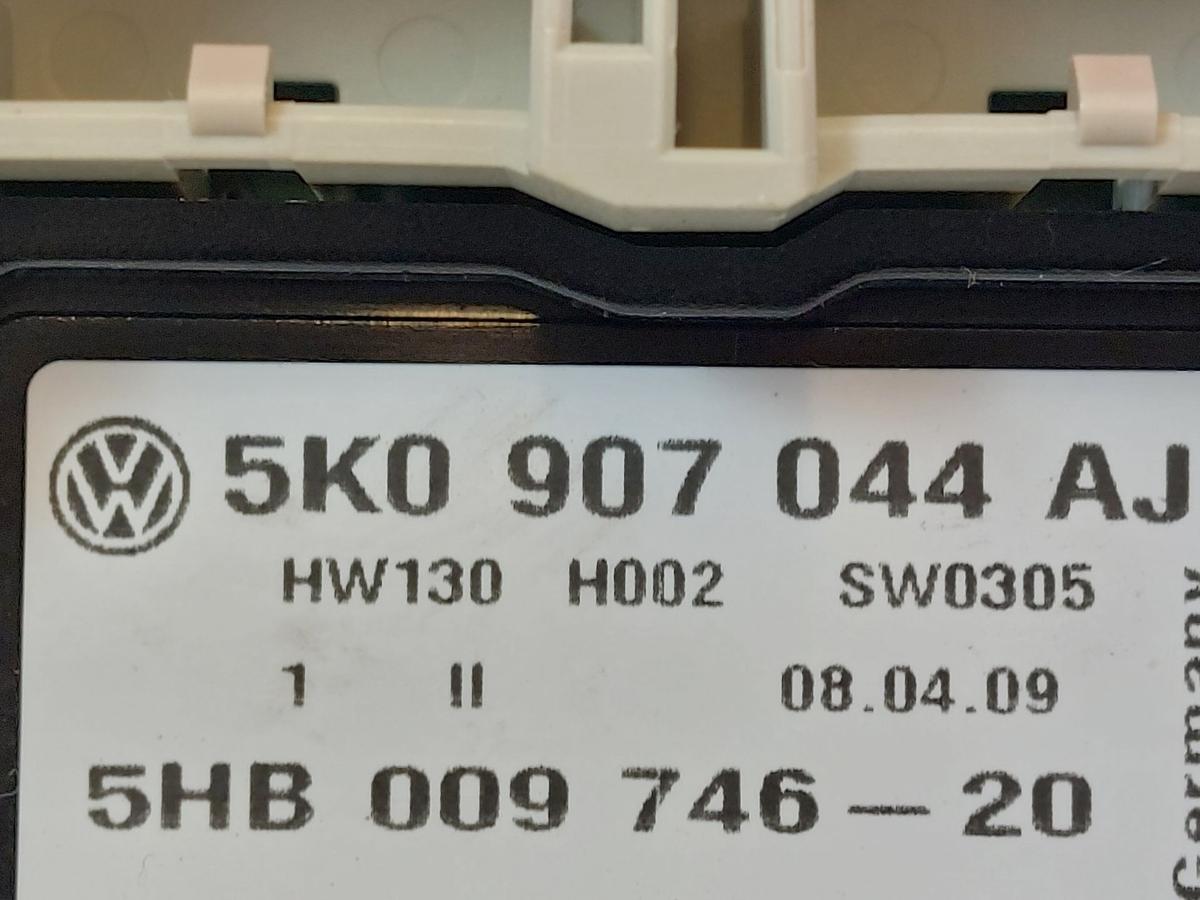 5K0 907 044 AJ
HW130 H002 SW0305
1 II 08.04.09
5HB 009 746-20
Germany